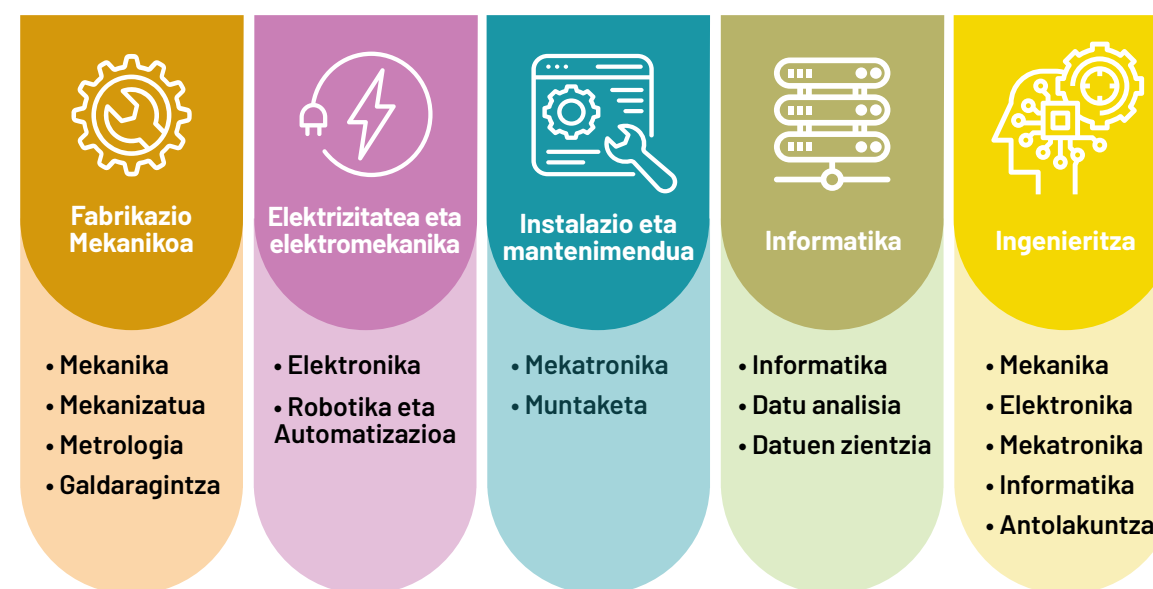 Fabrikazio
Mekanikoa
• Mekanika
• Mekanizatua
• Metrologia
• Galdaragintza
Elektrizitatea eta
elektromekanika
• Elektronika
• Robotika eta
Automatizazioa
Instalazio eta
mantenimendua
• Mekatronika
• Muntaketa
Informatika
• Informatika
• Datu analisia
• Datuen zientzia
Ingenieritza
• Mekanika
• Elektronika
• Mekatronika
• Informatika
• Antolakuntza